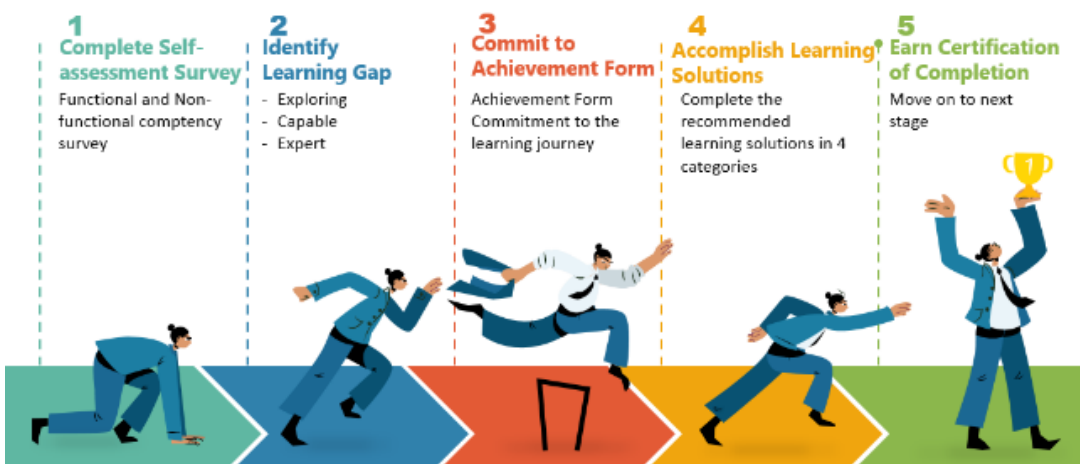 1
Complete Self-
assessment Survey
Functional and Non-
functional comptency
survey
2
Identify
Learning Gap
- Exploring
- Capable
- Expert
3
Commit to
Achievement Form
Achievement Form
Commitment to the
learning journey
4
Accomplish Learning
Solutions
Complete the
recommended
learning solutions in 4
categories
5
Earn Certification
of Completion
Move on to next
stage
1